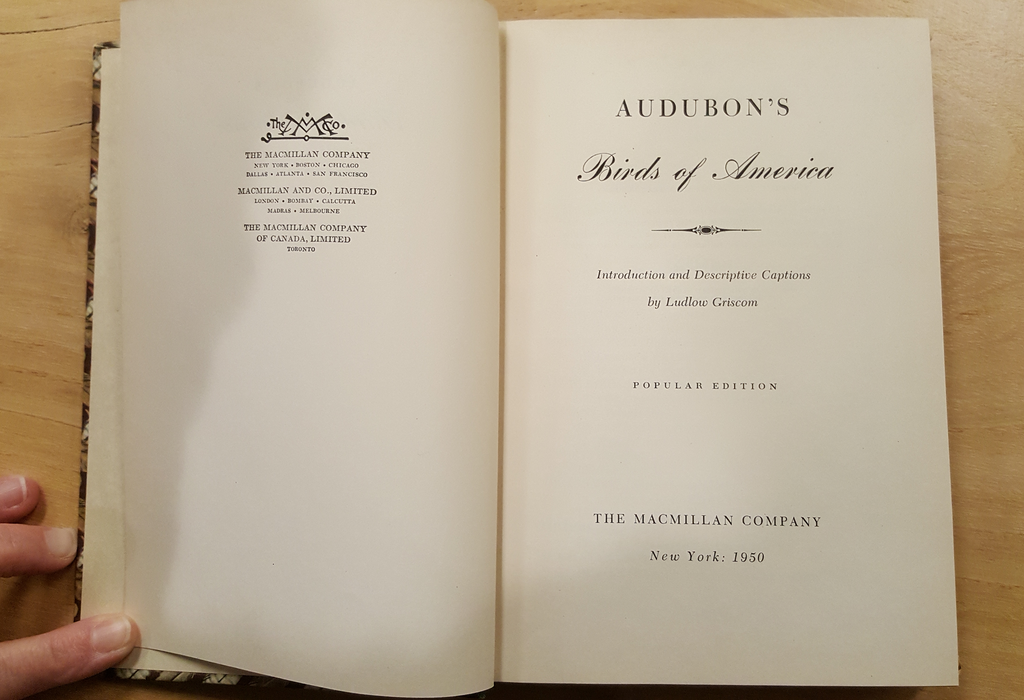 The M Co
THE MACMILLAN COMPANY
NEW YORK • BOSTON • CHICAGO
DALLAS • ATLANTA • SAN FRANCISCO
MACMILLAN AND CO., LIMITED
LONDON • BOMBAY • CALCUTTA
MADRAS • MELBOURNE
THE MACMILLAN COMPANY
OF CANADA, LIMITED
TORONTO
AUDUBON'S
Birds of America
Introduction and Descriptive Captions
by Ludlow Griscom
POPULAR EDITION
THE MACMILLAN COMPANY
New York: 1950